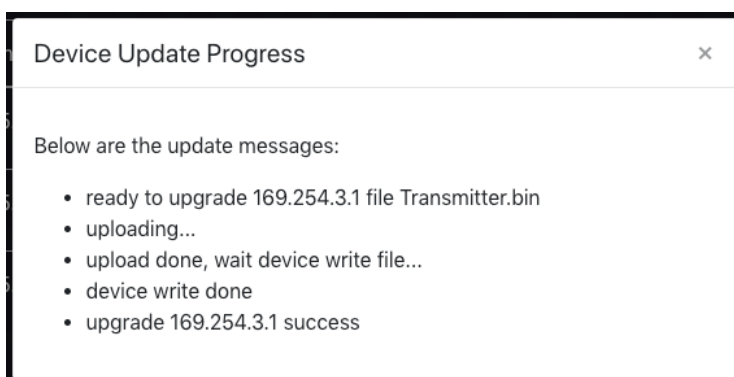 Device Update Progress ×
Below are the update messages:
• ready to upgrade 169.254.3.1 file Transmitter.bin
• uploading...
• upload done, wait device write file...
• device write done
• upgrade 169.254.3.1 success